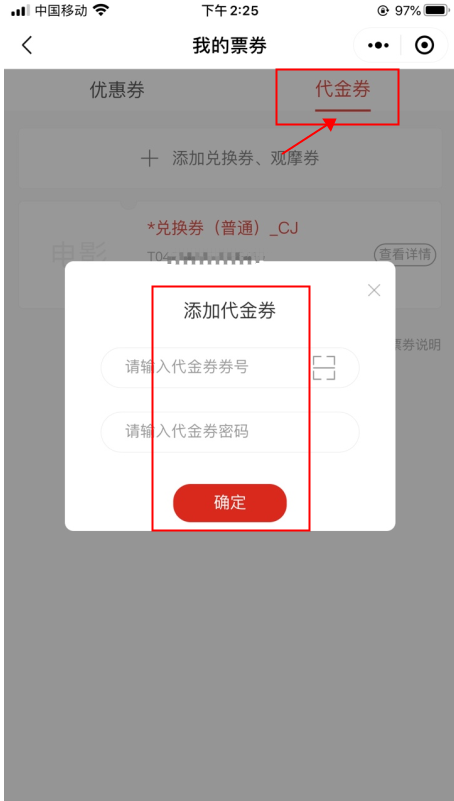 中国移动 下午2:25 97%
我的票券
优惠券 代金券
添加兑换券、观摩券
*兑换券（普通）_CJ
电影
T04
查看详情
票券说明
添加代金券
请输入代金券券号
请输入代金券密码
确定